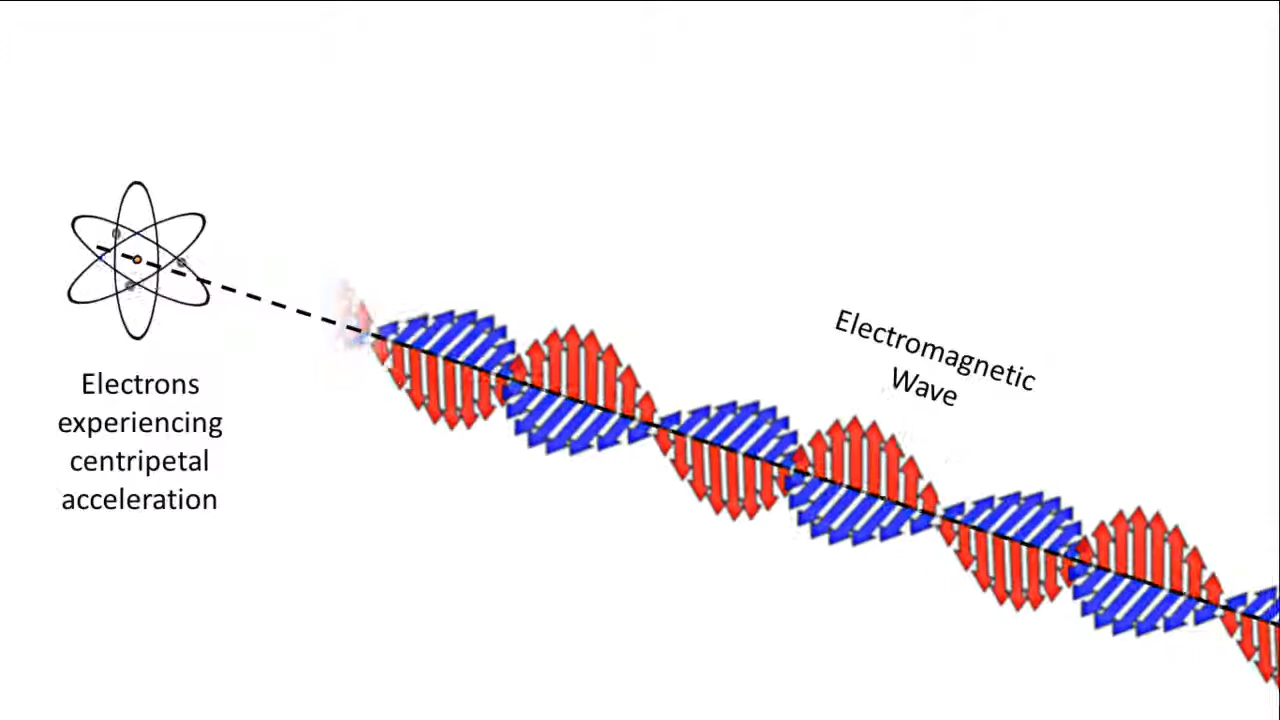 Electrons
experiencing
centripetal
acceleration
Electromagnetic
Wave